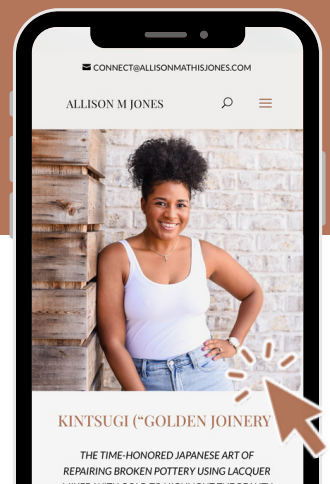 CONNECT@ALLISONMATHISJONES.COM
ALLISON M JONES
KINTSUGI (“GOLDEN JOINERY
THE TIME-HONORED JAPANESE ART OF
REPAIRING BROKEN POTTERY USING LACQUER